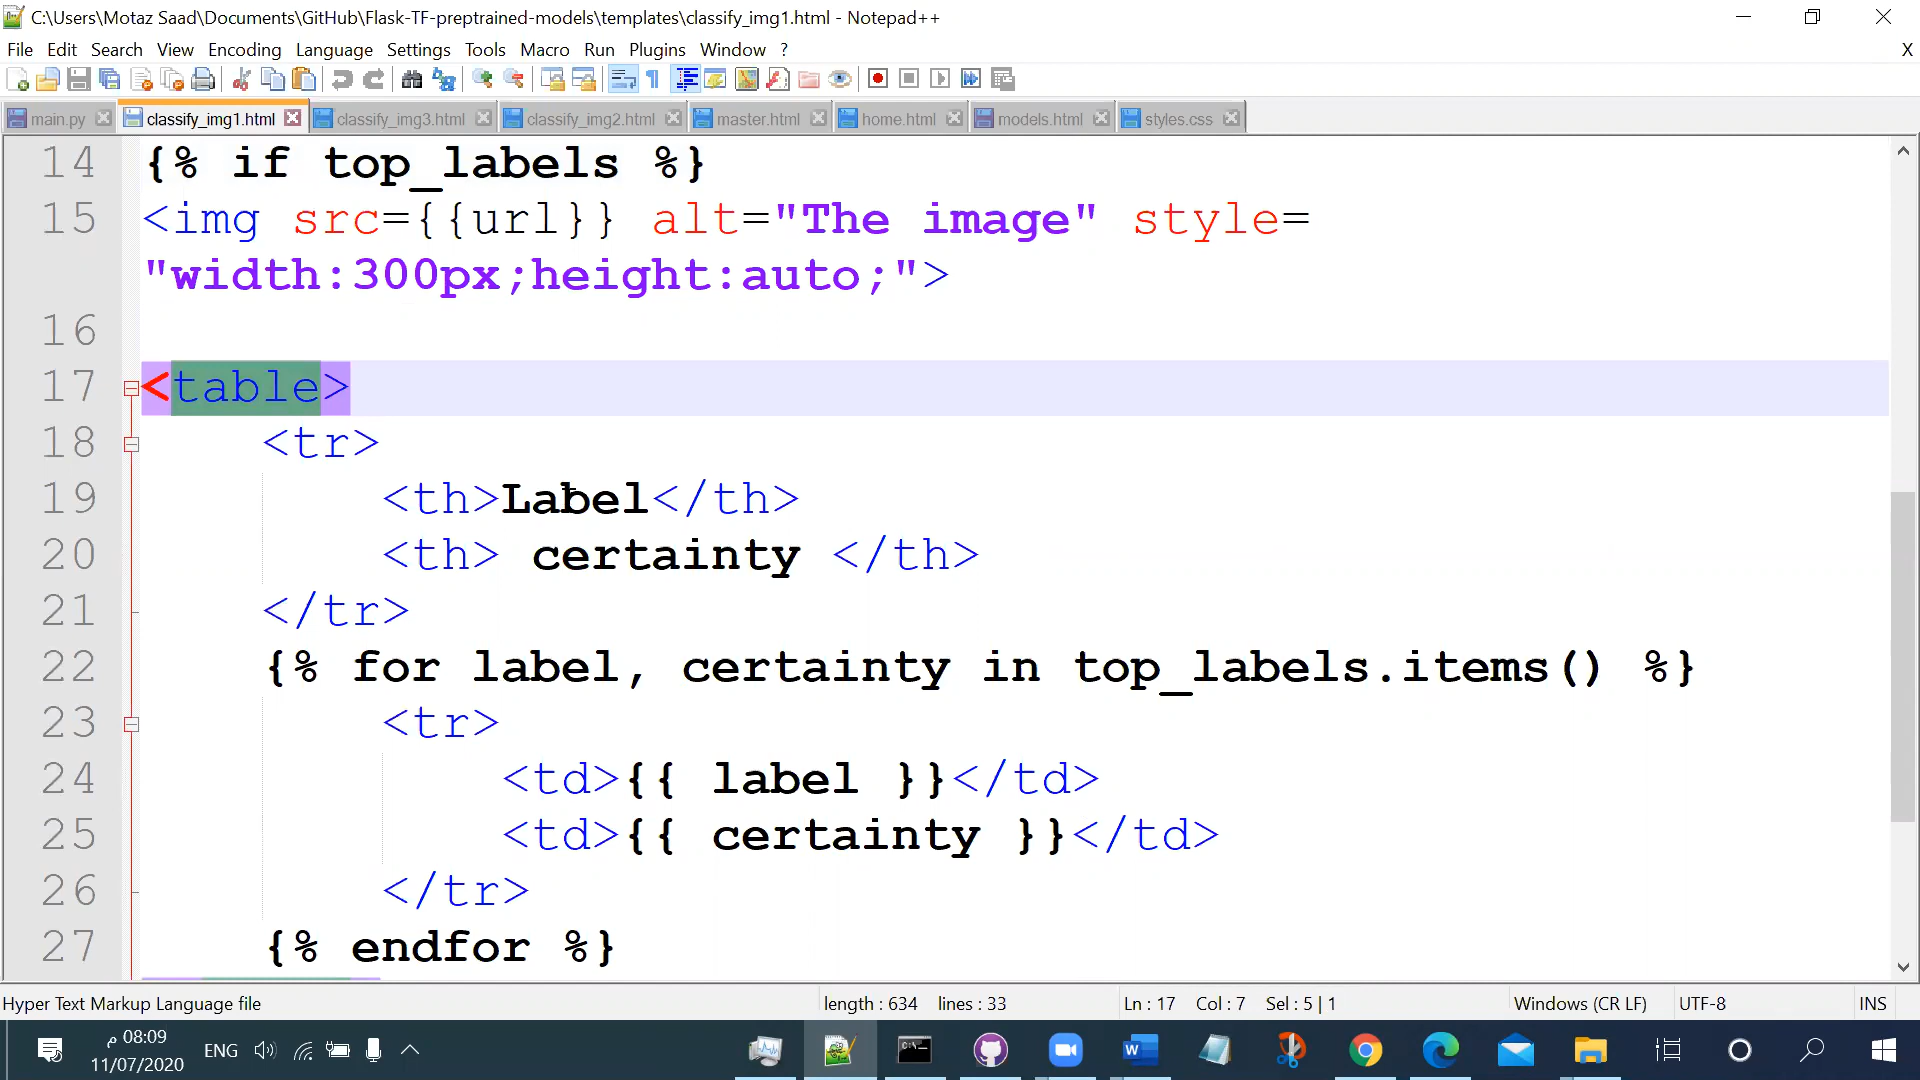 C:\Users\Motaz Saad\Documents\GitHub\Flask-TF-preptrained-models\templates\classify_img1.html - Notepad++
File Edit Search View Encoding Language Settings Tools Macro Run Plugins Window ? X
main.py classify_img1.html classify_img3.html classify_img2.html master.html home.html models.html styles.css
14 {% if top_labels %}
15 <img src={{url}} alt="The image" style=
"width:300px;height:auto;">
16
17 <table>
18 <tr>
19 <th>Label</th>
20 <th> certainty </th>
21 </tr>
22 {% for label, certainty in top_labels.items() %}
23 <tr>
24 <td>{{ label }}</td>
25 <td>{{ certainty }}</td>
26 </tr>
27 {% endfor %}
Hyper Text Markup Language file length : 634 lines : 33 Ln : 17 Col : 7 Sel : 5 | 1 Windows (CR LF) UTF-8 INS
08:09 م
11/07/2020
ENG